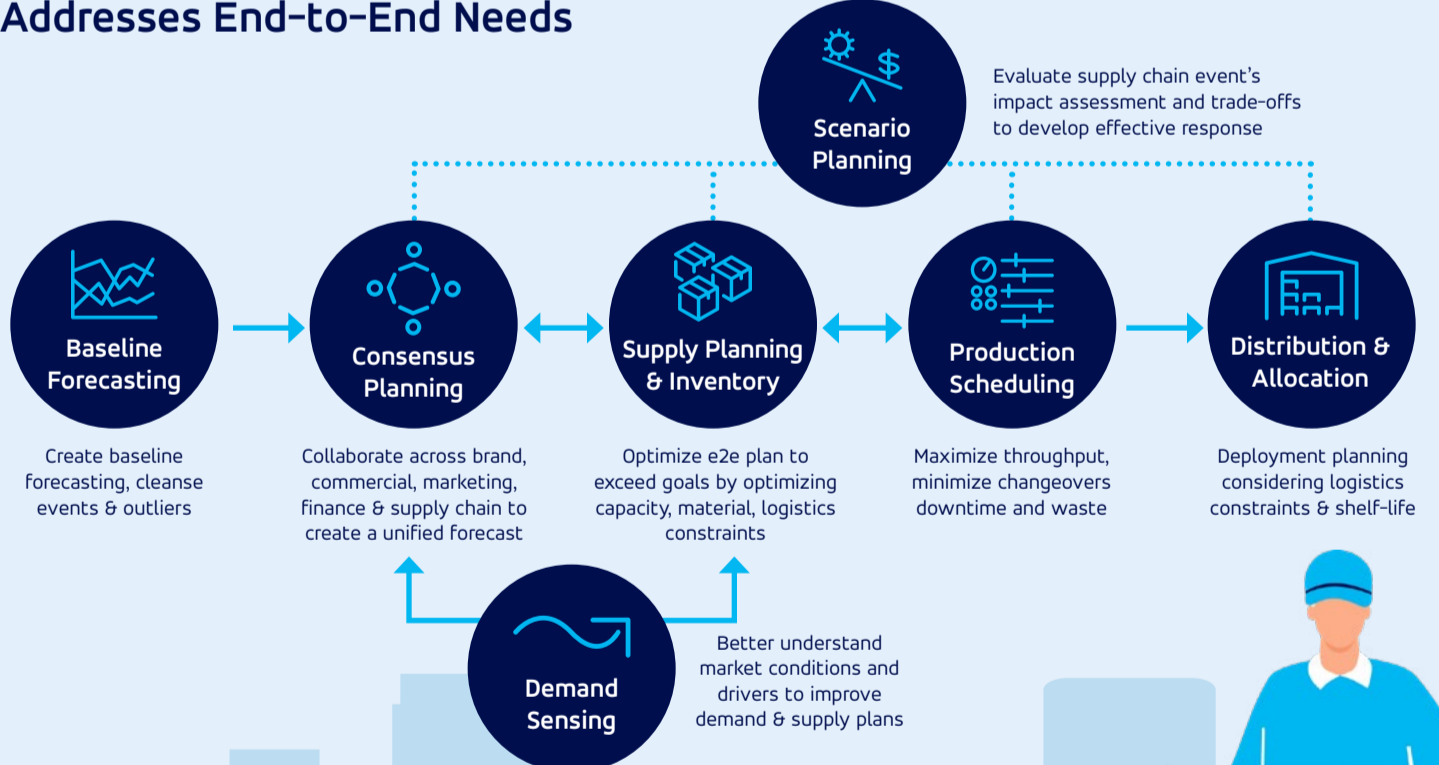 Addresses End-to-End Needs
Scenario
Planning
Evaluate supply chain event's
impact assessment and trade-offs
to develop effective response
Baseline
Forecasting
Create baseline
forecasting, cleanse
events & outliers
Consensus
Planning
Collaborate across brand,
commercial, marketing,
finance & supply chain to
create a unified forecast
Supply Planning
& Inventory
Optimize e2e plan to
exceed goals by optimizing
capacity, material, logistics
constraints
Production
Scheduling
Maximize throughput,
minimize changeovers
downtime and waste
Distribution &
Allocation
Deployment planning
considering logistics
constraints & shelf-life
Demand
Sensing
Better understand
market conditions and
drivers to improve
demand & supply plans